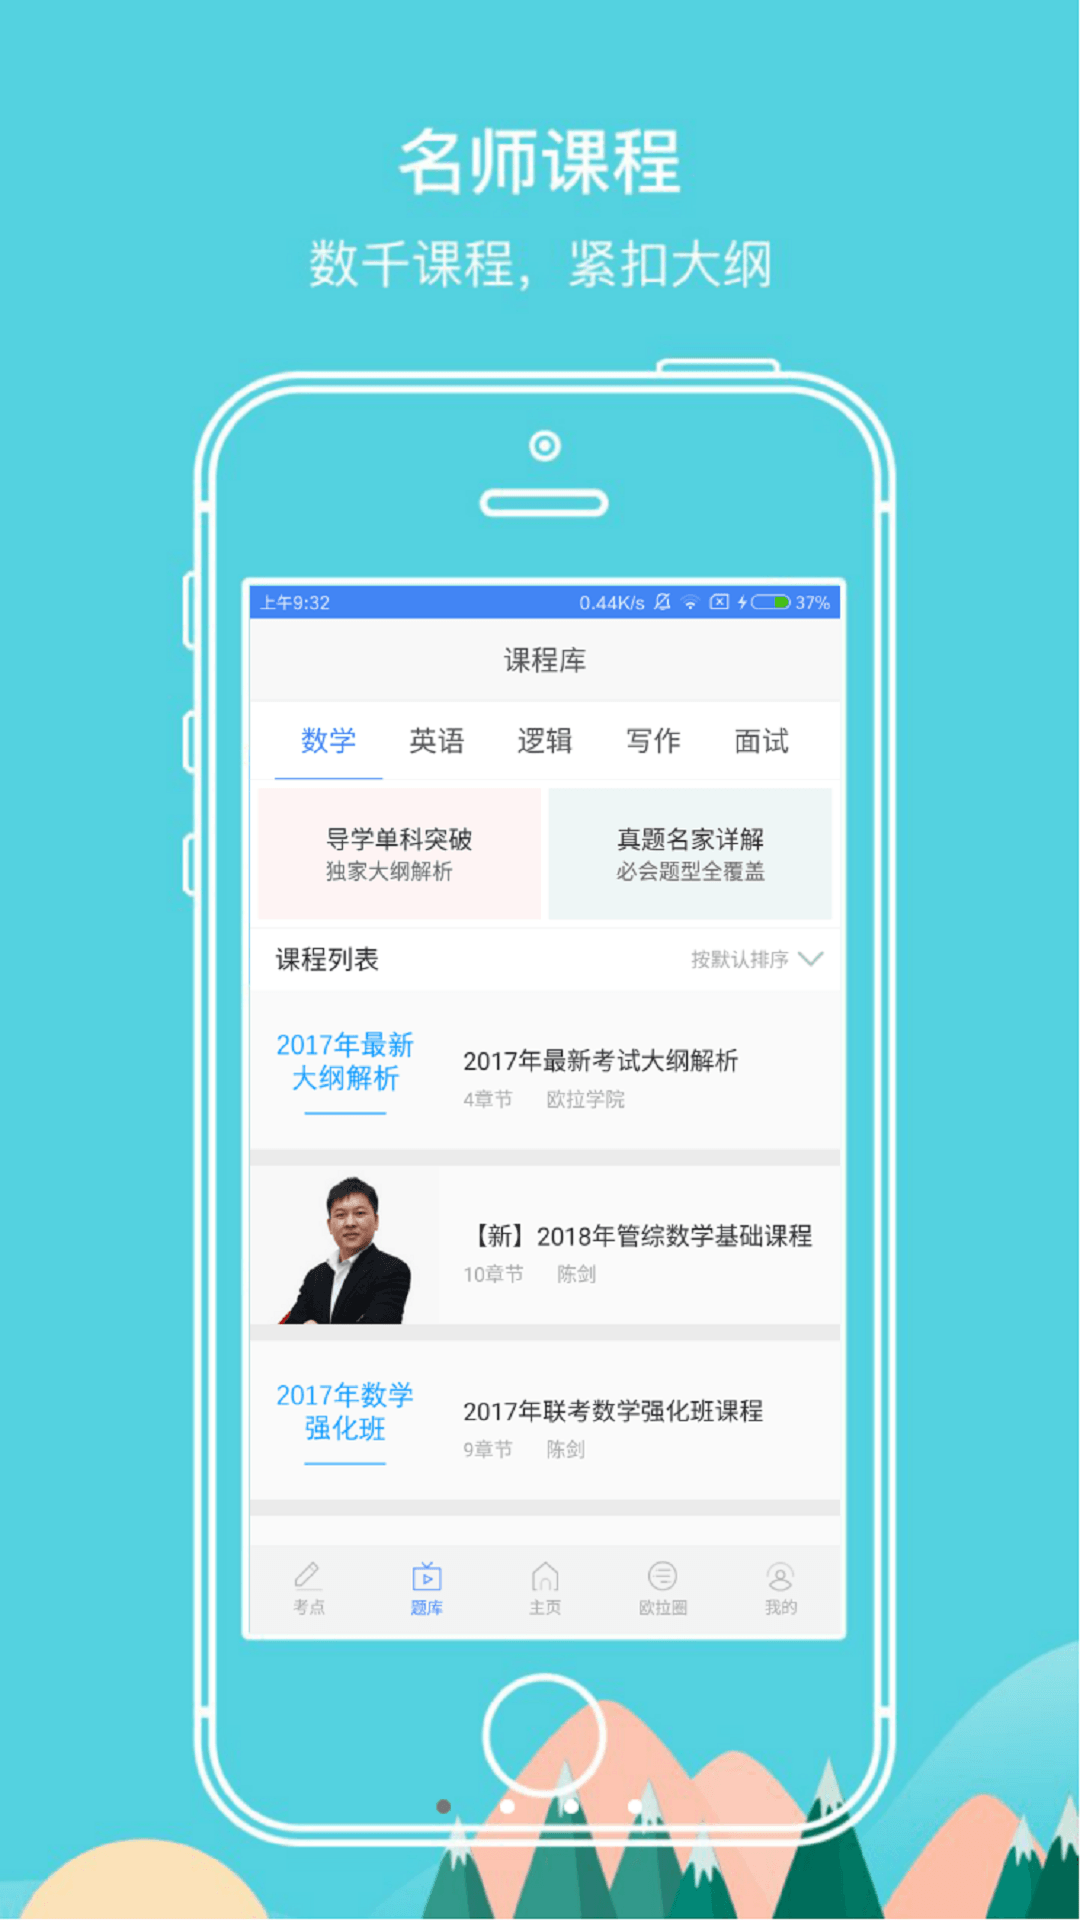 名师课程
数千课程，紧扣大纲
上午9:32 0.44K/s 37%
课程库
数学 英语 逻辑 写作 面试
导学单科突破
独家大纲解析
真题名家详解
必会题型全覆盖
课程列表 按默认排序
2017年最新
大纲解析
2017年最新考试大纲解析
4章节 欧拉学院
【新】2018年管综数学基础课程
10章节 陈剑
2017年数学
强化班
2017年联考数学强化班课程
9章节 陈剑
考点 题库 主页 欧拉圈 我的